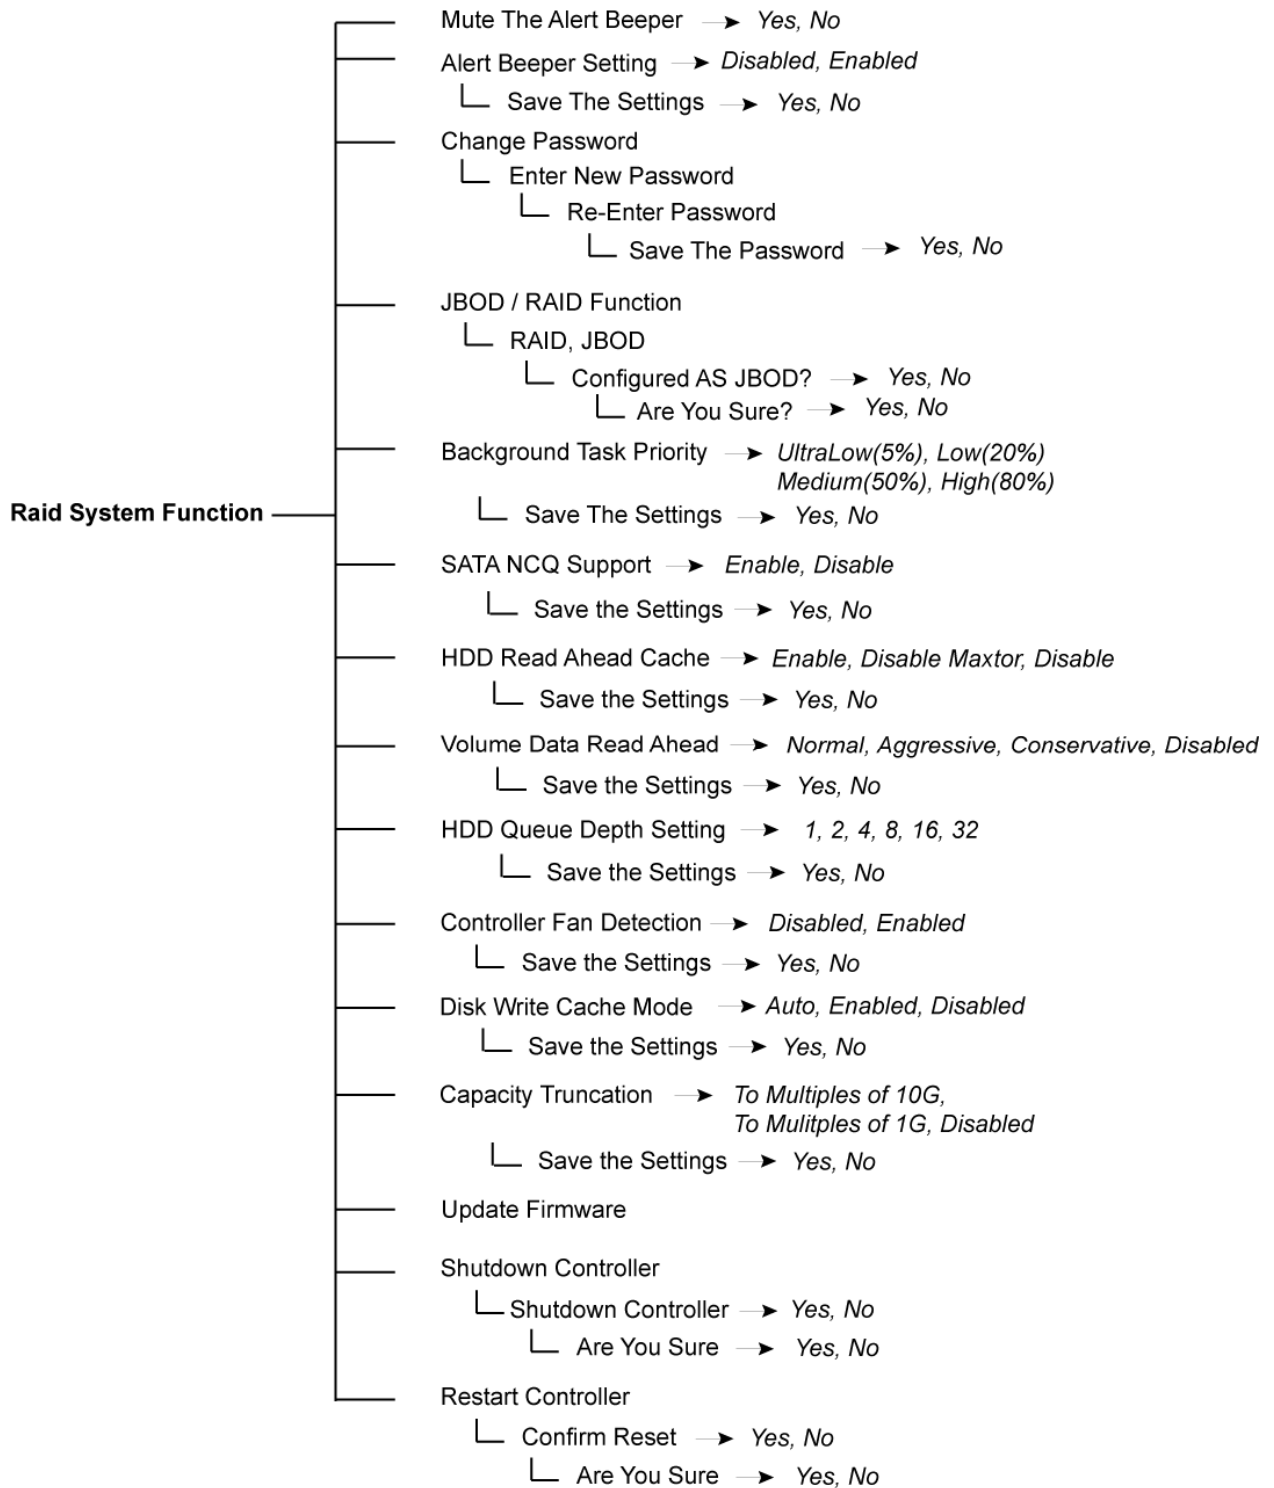 Mute The Alert Beeper Yes, No
Alert Beeper Setting Disabled, Enabled
Save The Settings Yes, No
Change Password
Enter New Password
Re-Enter Password
Save The Password Yes, No
JBOD / RAID Function
RAID, JBOD
Configured AS JBOD? Yes, No
Are You Sure? Yes, No
Background Task Priority UltraLow(5%), Low(20%)
Medium(50%), High(80%)
Raid System Function
Save The Settings Yes, No
SATA NCQ Support Enable, Disable
Save the Settings Yes, No
HDD Read Ahead Cache Enable, Disable Maxtor, Disable
Save the Settings Yes, No
Volume Data Read Ahead Normal, Aggressive, Conservative, Disabled
Save the Settings Yes, No
HDD Queue Depth Setting 1, 2, 4, 8, 16, 32
Save the Settings Yes, No
Controller Fan Detection Disabled, Enabled
Save the Settings Yes, No
Disk Write Cache Mode Auto, Enabled, Disabled
Save the Settings Yes, No
Capacity Truncation To Multiples of 10G,
To Mulitples of 1G, Disabled
Save the Settings Yes, No
Update Firmware
Shutdown Controller
Shutdown Controller Yes, No
Are You Sure Yes, No
Restart Controller
Confirm Reset Yes, No
Are You Sure Yes, No